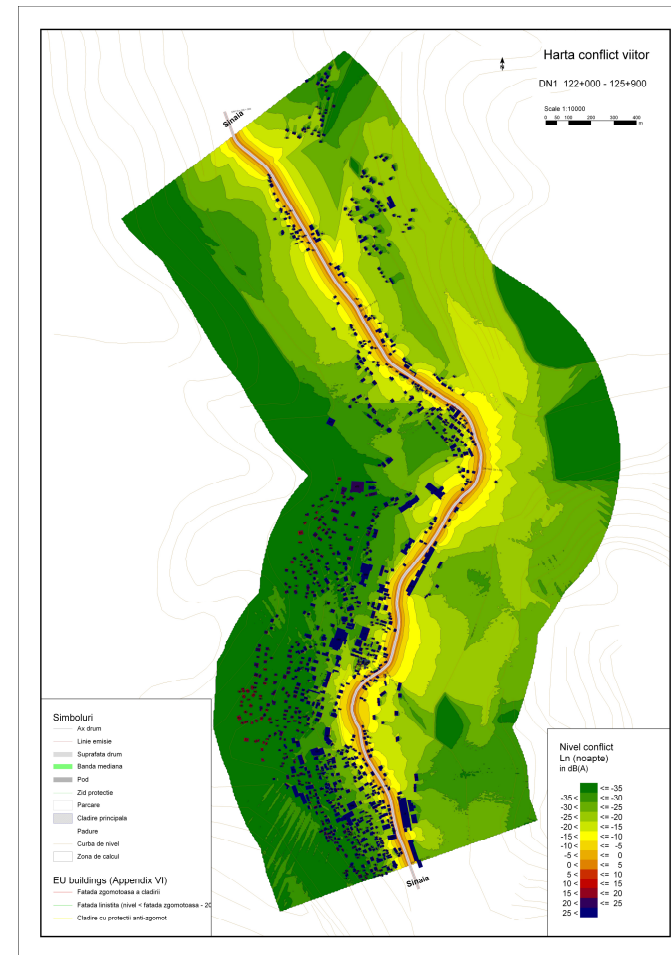 Harta conflict viitor
DN1 122+000 - 125+900
Scale 1:10000
0 50 100 200 300 400
m
Sinaia
Sinaia
Simboluri
Ax drum
Linie emisie
Suprafata drum
Banda mediana
Pod
Zid protectie
Parcare
Cladire principala
Padure
Curba de nivel
Zona de calcul
EU buildings (Appendix VI)
Fatada zgomotoasa a cladirii
Fatada linistita (nivel < fatada zgomotoasa - 20
Cladire cu protectii anti-zgomot
Nivel conflict
Ln (noapte)
in dB(A)
<= -35
-35 < <= -30
-30 < <= -25
-25 < <= -20
-20 < <= -15
-15 < <= -10
-10 < <= -5
-5 < <= 0
0 < <= 5
5 < <= 10
10 < <= 15
15 < <= 20
20 < <= 25
25 <